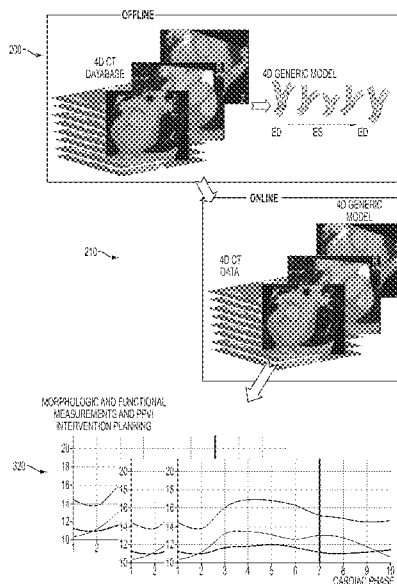 OFFLINE
200
4D CT
DAYABASE
4D GENERIC MODEL
ED
ES
ED
ONLINE
4D GENERIC
MODEL
210
4D CT
DATA
MORPHOLOGIC AND FUNCTIONAL
MEASUREMENTS AND PPVI
INTERVENTION PLANNING
320
20
18
16
14
12
10
1 2
20
18
16
14
12
10
1 2
20
18
16
14
12
10
1 2 3 4 5 6 7 8 9 10
CARDIAC PHASE